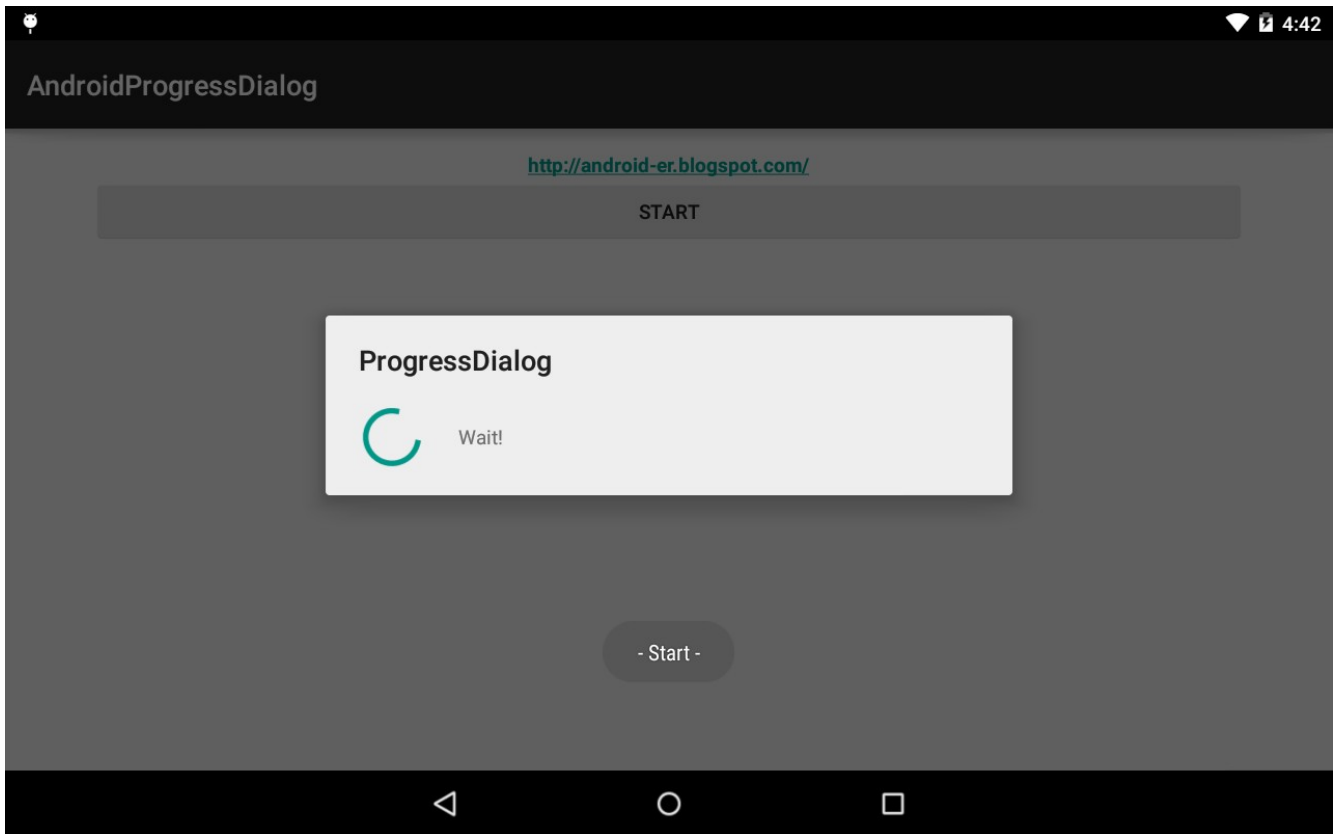 4:42
AndroidProgressDialog
http://android-er.blogspot.com/
START
ProgressDialog
Wait!
- Start -